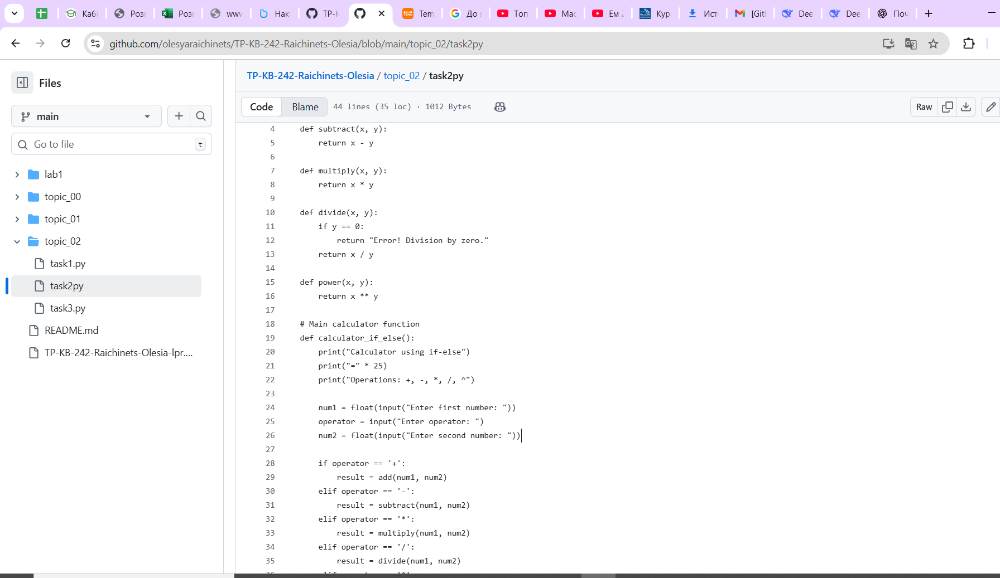 Кабі
Роз
Роз
www
Нак
TP-K
Tem
До
Топ
Мас
Ем
Кур
Ист
[Git
Dee
Dee
Поч
github.com/olesyaraichinets/TP-KB-242-Raichinets-Olesia/blob/main/topic_02/task2py
Files
main
Go to file
t
lab1
topic_00
topic_01
topic_02
task1.py
task2py
task3.py
README.md
TP-KB-242-Raichinets-Olesia-lpr....
TP-KB-242-Raichinets-Olesia / topic_02 / task2py
Code Blame 44 lines (35 loc) · 1012 Bytes
Raw
4 def subtract(x, y):
5 return x - y
6
7 def multiply(x, y):
8 return x * y
9
10 def divide(x, y):
11 if y == 0:
12 return "Error! Division by zero."
13 return x / y
14
15 def power(x, y):
16 return x ** y
17
18 # Main calculator function
19 def calculator_if_else():
20 print("Calculator using if-else")
21 print("=" * 25)
22 print("Operations: +, -, *, /, ^")
23
24 num1 = float(input("Enter first number: "))
25 operator = input("Enter operator: ")
26 num2 = float(input("Enter second number: "))
27
28 if operator == '+':
29 result = add(num1, num2)
30 elif operator == '-':
31 result = subtract(num1, num2)
32 elif operator == '*':
33 result = multiply(num1, num2)
34 elif operator == '/':
35 result = divide(num1, num2)